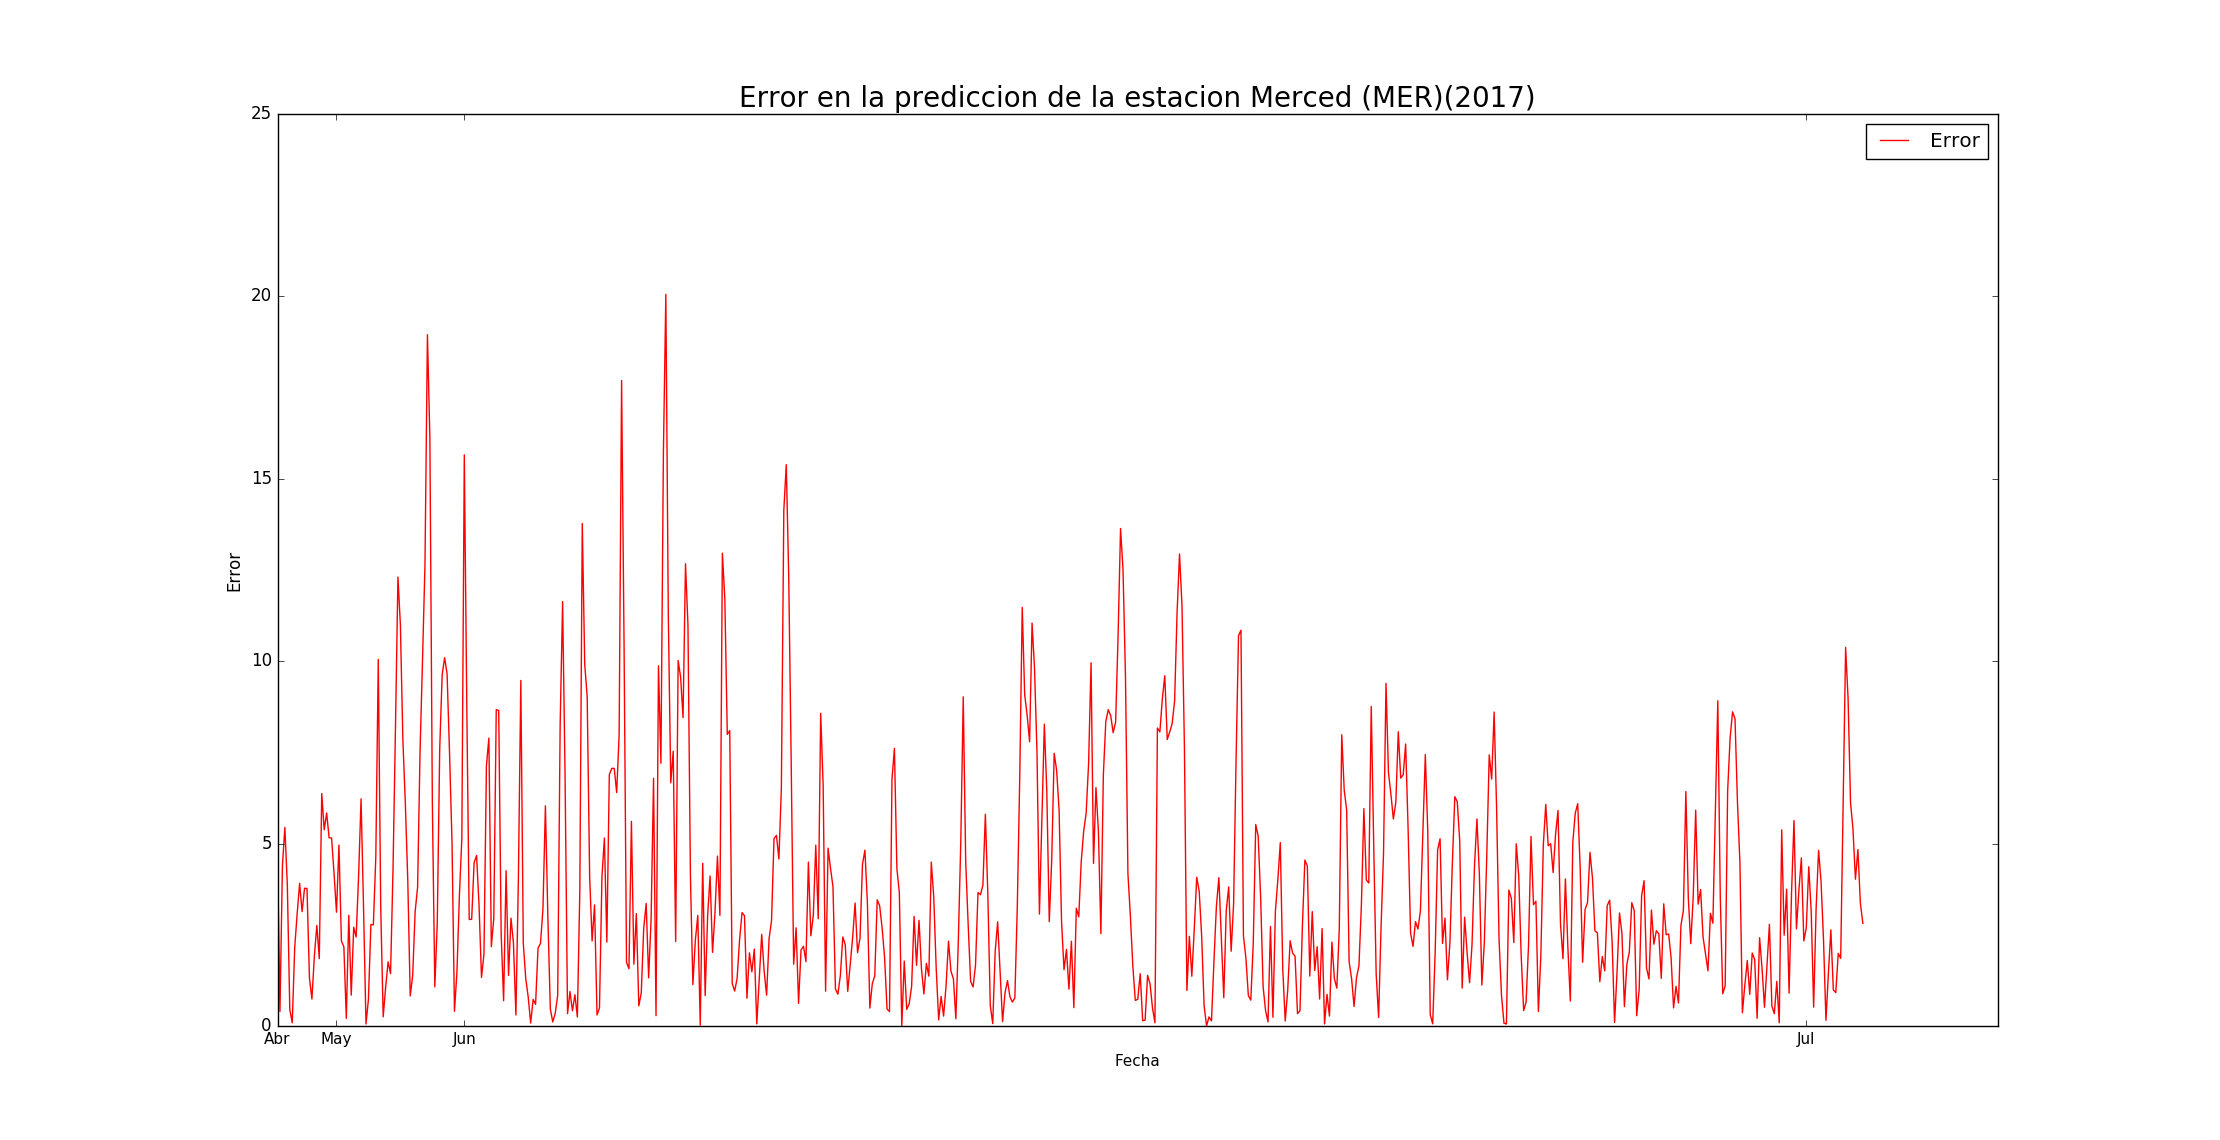 Error en la prediccion de la estacion Merced (MER)(2017)
25
Error
20
15
10
5
0
Error
Abr May Jun Jul
Fecha